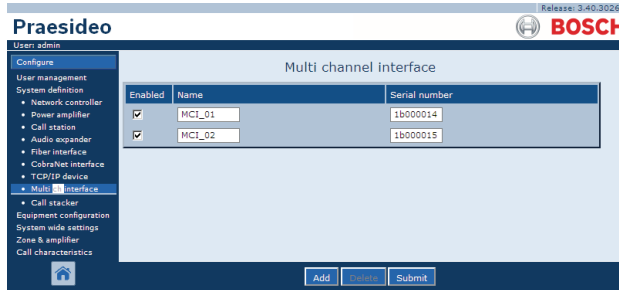 Release: 3.40.3026
Praesideo
BOSCH
User: admin
Configure
Multi channel interface
User management
System definition
• Network controller
• Power amplifier
• Call station
• Audio expander
• Fiber interface
• CobraNet interface
• TCP/IP device
• Multi ch interface
• Call stacker
Equipment configuration
System wide settings
Zone & amplifier
Call characteristics
Enabled Name Serial number
MCI_01 1b000014
MCI_02 1b000015
Add Delete Submit